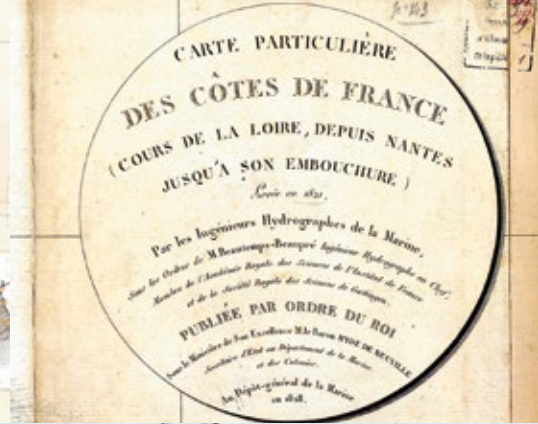 CARTE PARTICULIÈRE
DES CÔTES DE FRANCE
(COURS DE LA LOIRE, DEPUIS NANTES
JUSQU'A SON EMBOUCHURE)
Levée en 1821,
Par les Ingénieurs Hydrographes de la Marine,
Sous les Ordres de M. Beautemps-Beaupré Ingénieur Hydrographe en Chef,
Membre de l'Académie Royale des Sciences de l'Institut de France
et de la Société Royale des Sciences de Gottingen.
PUBLIÉE PAR ORDRE DU ROI
Sous le Ministère de Son Excellence M. le Baron HYDE DE NEUVILLE
Secrétaire d'Etat au Département de la Marine
et des Colonies.
Au Dépôt-général de la Marine
en 1828.